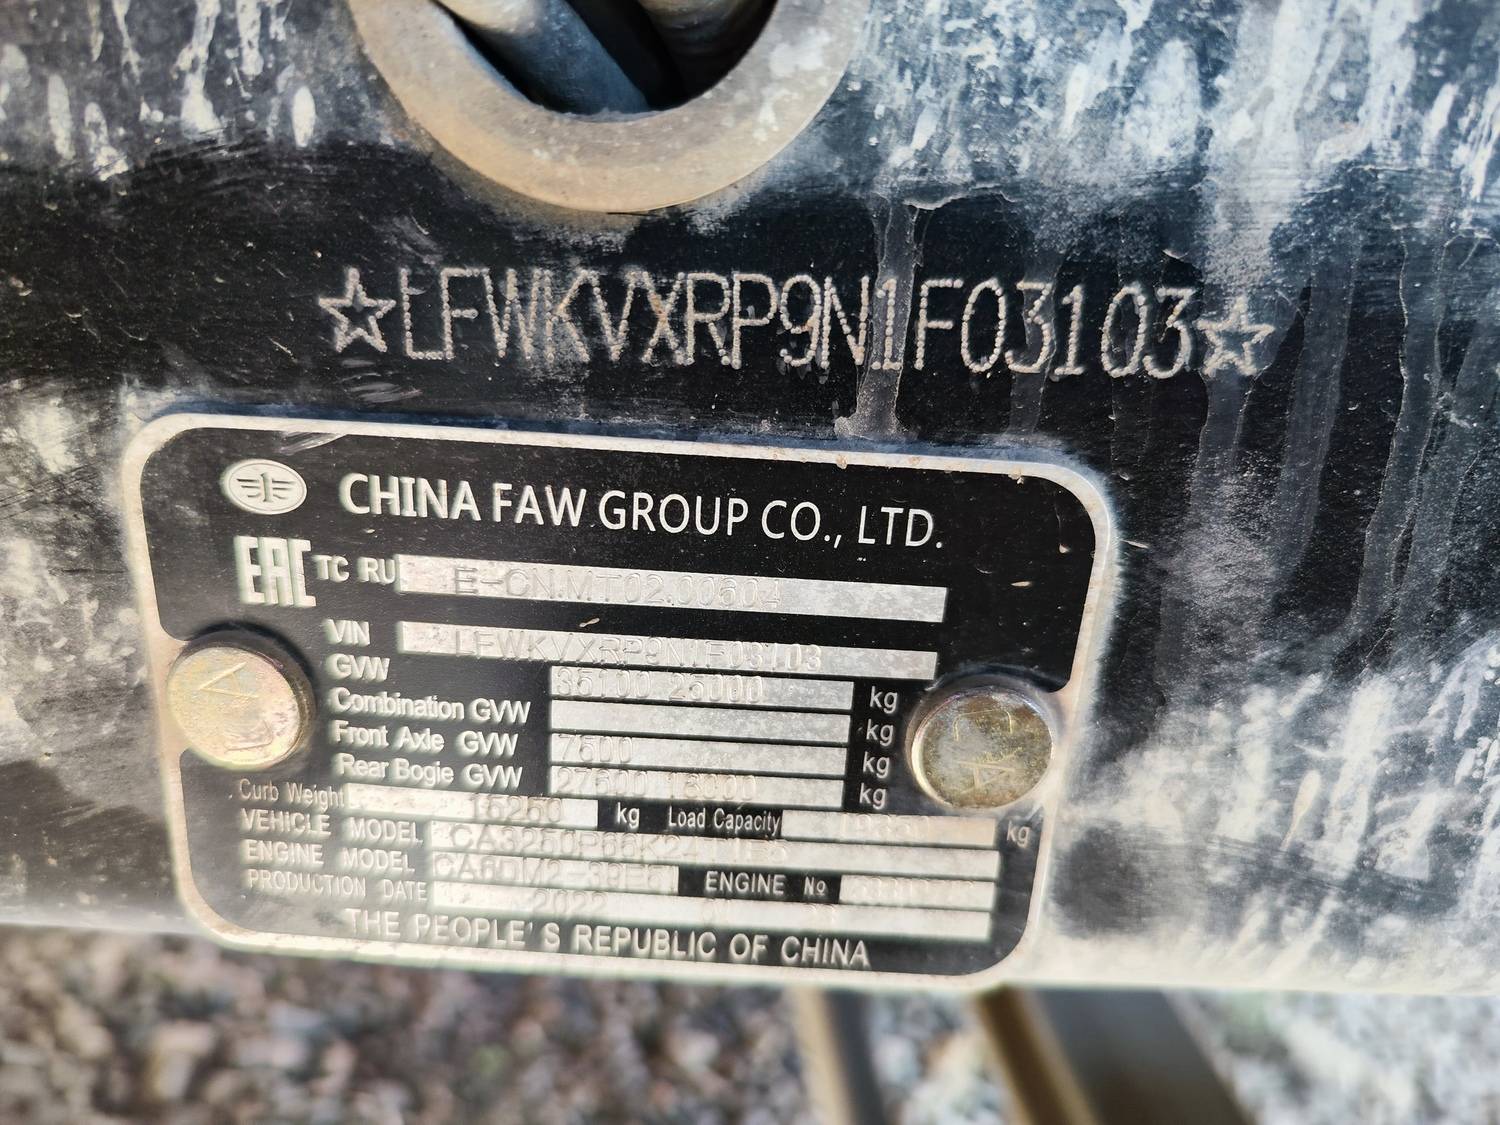 ☆LFWKVXRP9N1F03103☆
CHINA FAW GROUP CO., LTD.
EAC TC RU E-CN.MT02.00604
VIN LFWKVXRP9N1F03103
GVW 35100 25000 kg
Combination GVW kg
Front Axle GVW 7500 kg
Rear Bogie GVW 27600 18000 kg
Curb Weight 15250 kg Load Capacity kg
VEHICLE MODEL
ENGINE MODEL ENGINE №
PRODUCTION DATE 2022
THE PEOPLE'S REPUBLIC OF CHINA